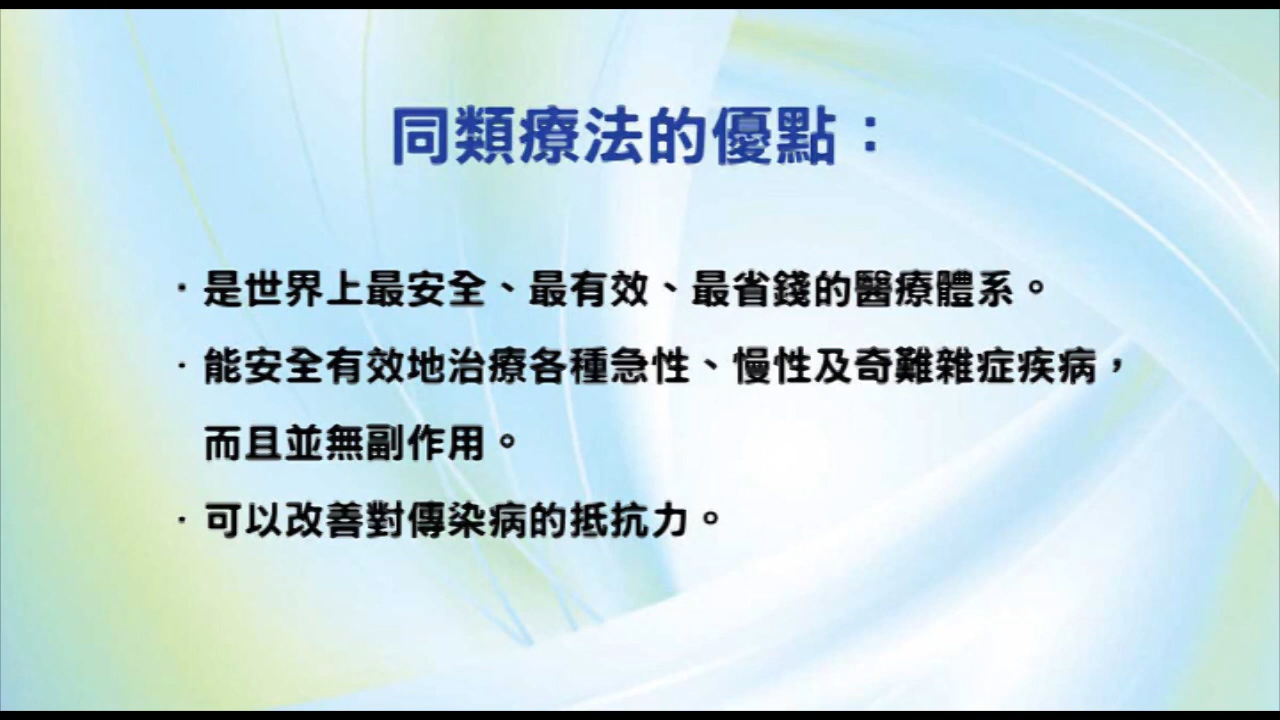 同類療法的優點：
·是世界上最安全、最有效、最省錢的醫療體系。
·能安全有效地治療各種急性、慢性及奇難雜症疾病，
而且並無副作用。
·可以改善對傳染病的抵抗力。